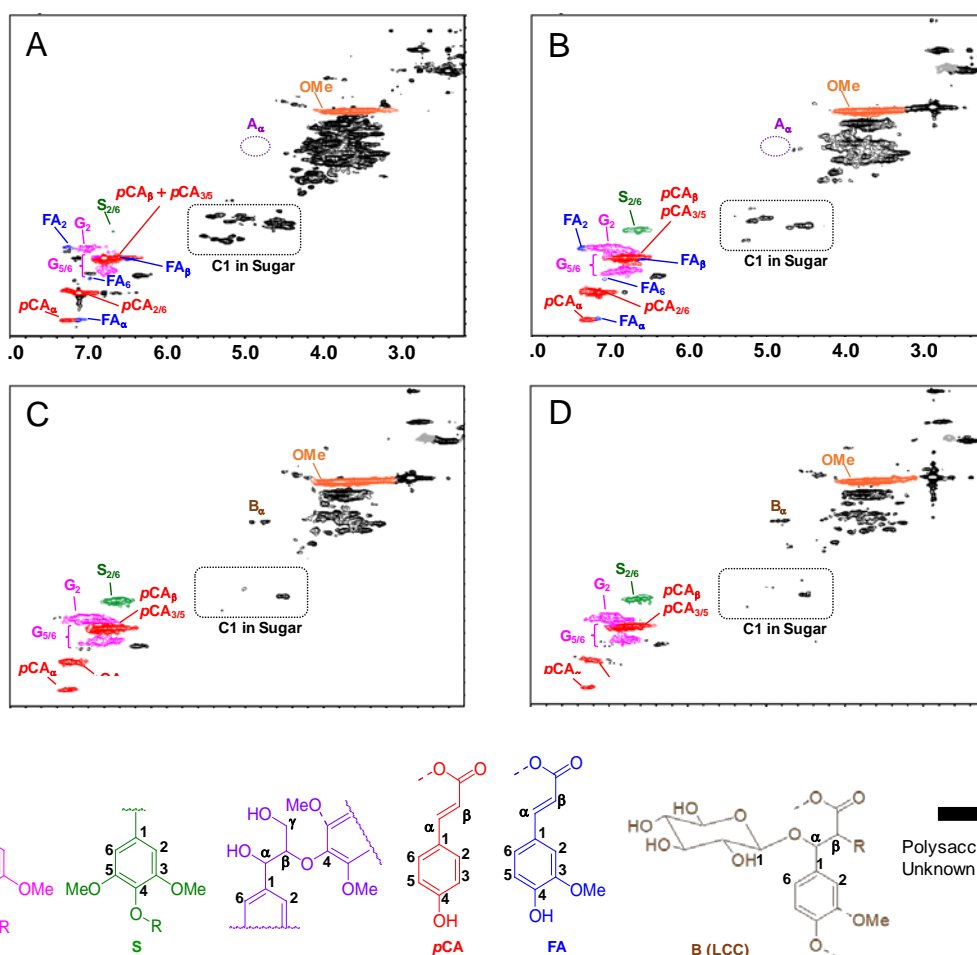 A
OMe
Aα
pCAβ + pCA3/5
S2/6
FA2
G2
G5/6
FAβ
FA6
C1 in Sugar
pCAα
pCA2/6
FAα
.0 7.0 6.0 5.0 4.0 3.0
B
OMe
Aα
pCAβ
S2/6
pCA3/5
FA2
G2
G5/6
FAβ
FA6
C1 in Sugar
pCAα
pCA2/6
FAα
.0 7.0 6.0 5.0 4.0 3.0
C
OMe
Bα
S2/6
G2
pCAβ
pCA3/5
G5/6
C1 in Sugar
pCAα
D
OMe
Bα
S2/6
G2
pCAβ
pCA3/5
G5/6
C1 in Sugar
pCAα
OMe
R
1
6 2
5 3
MeO 4 OMe
O
R
S
HO MeO
γ
HO α
β O 4
1 OMe
6 2
O O
β
α
1
6 2
5 3
4
OH
pCA
O O
β
α
1
6 2
5 3
4 OMe
OH
FA
HO O O O
HO O α β R
OH 1
1
6 2
OMe
O
B (LCC)
Polysacc
Unknown